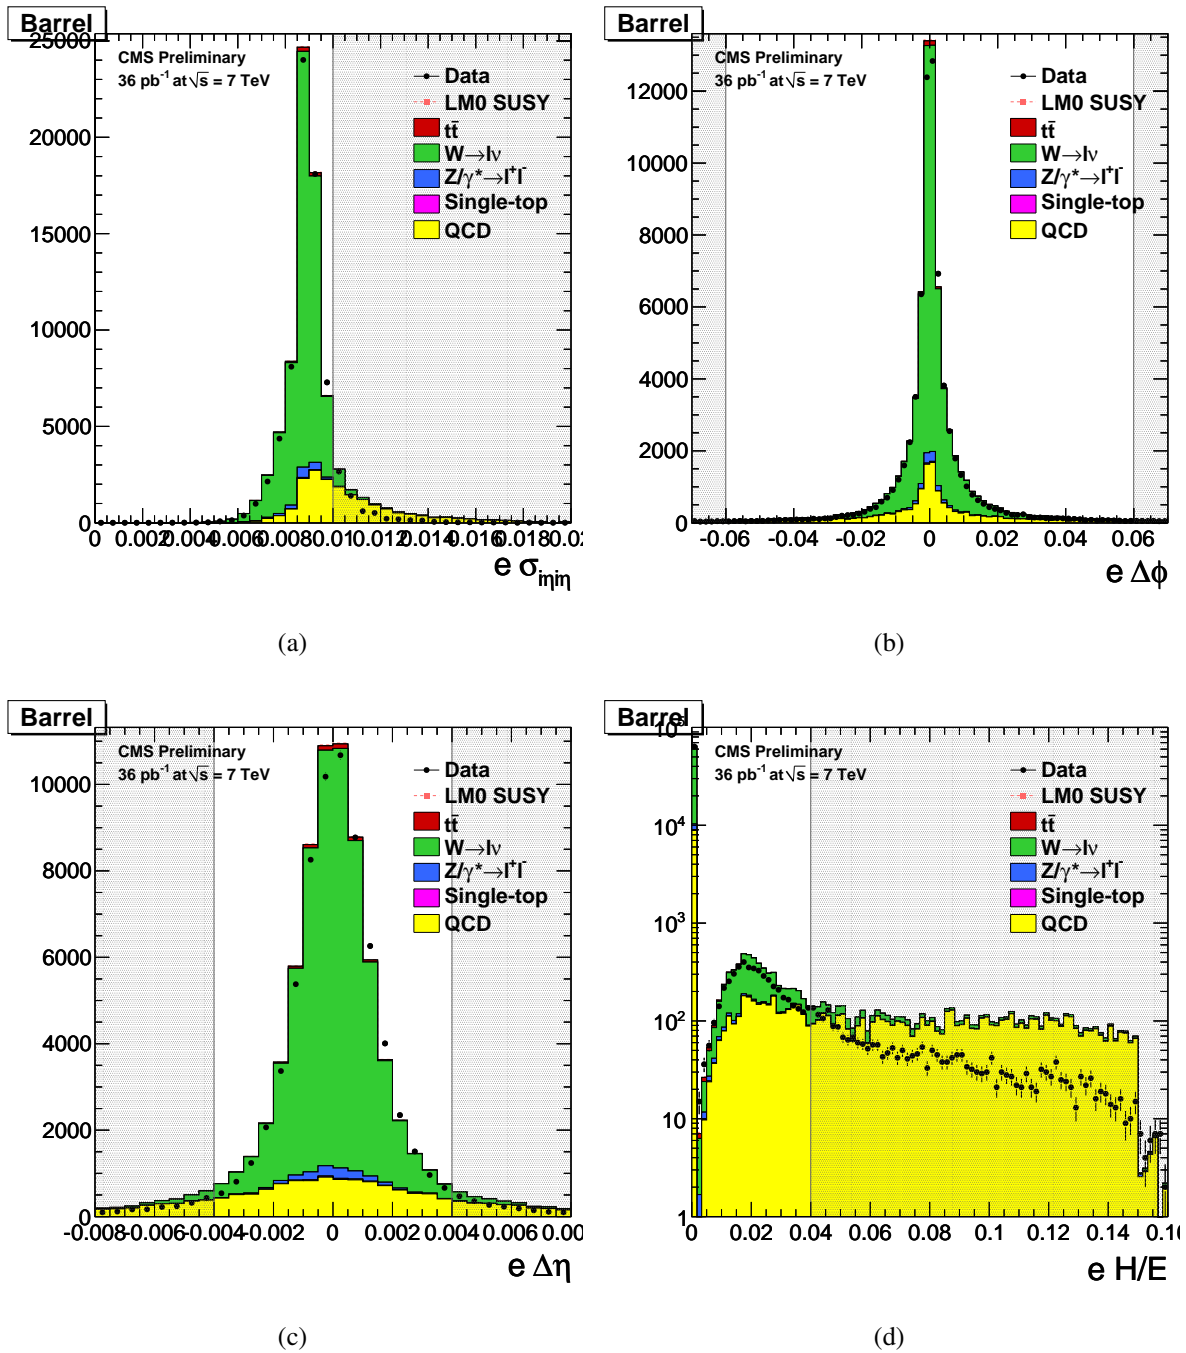 Barrel
CMS Preliminary
36 pb⁻¹ at √s = 7 TeV
Data
LM0 SUSY
tt̄
W→lν
Z/γ*→l⁺l⁻
Single-top
QCD
25000
20000
15000
10000
5000
0
0 0.002 0.004 0.006 0.008 0.01 0.012 0.014 0.016 0.018 0.02
e σiηiη
(a)
Barrel
CMS Preliminary
36 pb⁻¹ at √s = 7 TeV
Data
LM0 SUSY
tt̄
W→lν
Z/γ*→l⁺l⁻
Single-top
QCD
12000
10000
8000
6000
4000
2000
0
-0.06 -0.04 -0.02 0 0.02 0.04 0.06
e Δϕ
(b)
Barrel
CMS Preliminary
36 pb⁻¹ at √s = 7 TeV
Data
LM0 SUSY
tt̄
W→lν
Z/γ*→l⁺l⁻
Single-top
QCD
10000
8000
6000
4000
2000
0
-0.008 -0.006 -0.004 -0.002 0 0.002 0.004 0.006 0.008
e Δη
(c)
Barrel
CMS Preliminary
36 pb⁻¹ at √s = 7 TeV
Data
LM0 SUSY
tt̄
W→lν
Z/γ*→l⁺l⁻
Single-top
QCD
10⁵
10⁴
10³
10²
10
1
0 0.02 0.04 0.06 0.08 0.1 0.12 0.14 0.16
e H/E
(d)